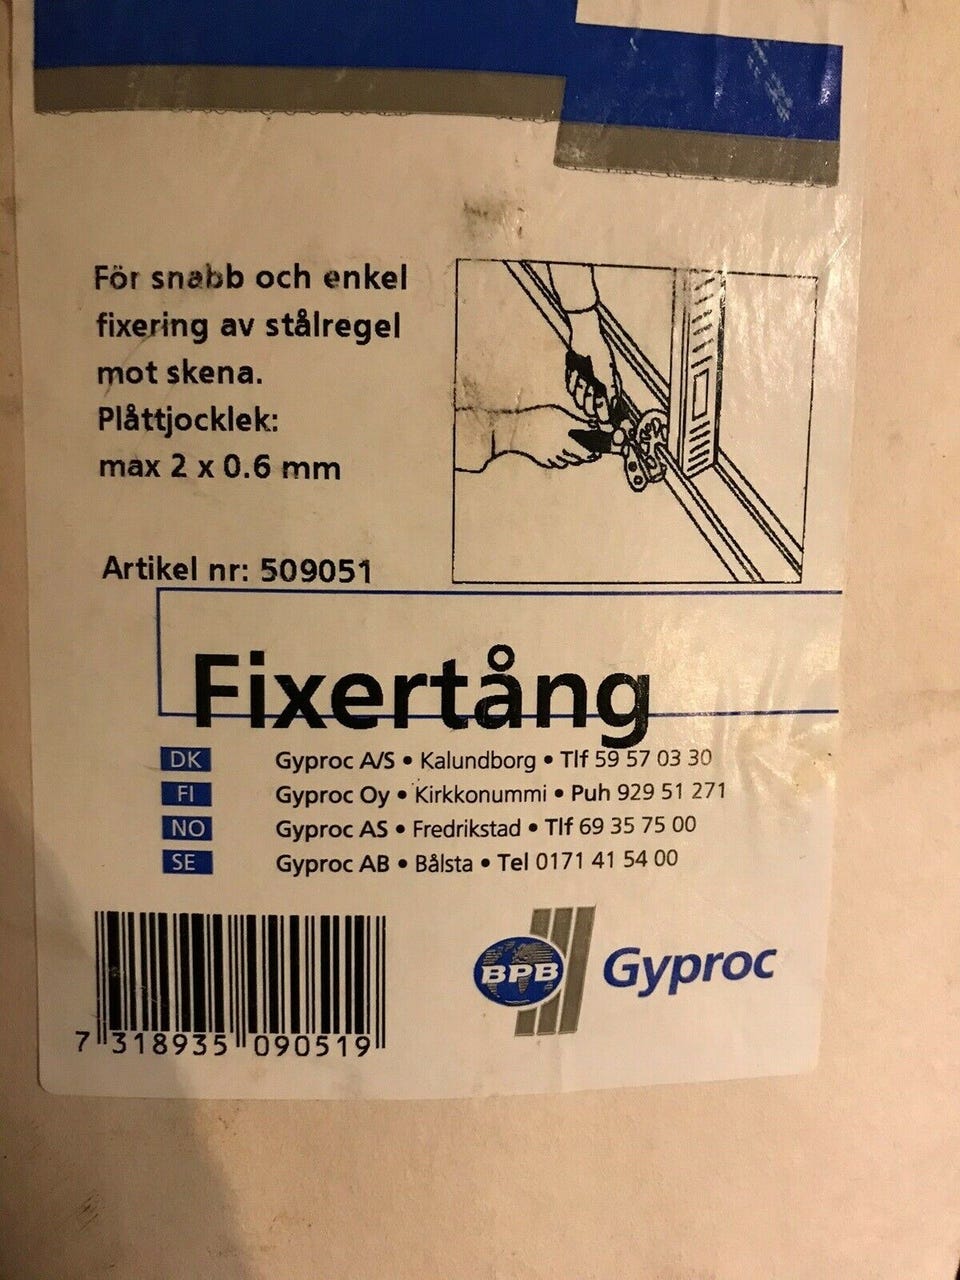 För snabb och enkel
fixering av stålregel
mot skena.
Plåttjocklek:
max 2 x 0.6 mm
Artikel nr: 509051
Fixertång
DK Gyproc A/S • Kalundborg • Tlf 59 57 03 30
FI Gyproc Oy • Kirkkonummi • Puh 929 51 271
NO Gyproc AS • Fredrikstad • Tlf 69 35 75 00
SE Gyproc AB • Bålsta • Tel 0171 41 54 00
BPB Gyproc
7 318935 090519